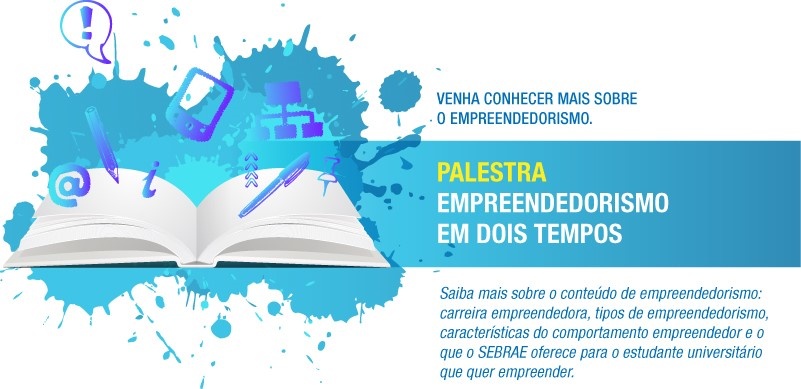 VENHA CONHECER MAIS SOBRE
O EMPREENDEDORISMO.
PALESTRA
EMPREENDEDORISMO
EM DOIS TEMPOS
Saiba mais sobre o conteúdo de empreendedorismo:
carreira empreendedora, tipos de empreendedorismo,
características do comportamento empreendedor e o
que o SEBRAE oferece para o estudante universitário
que quer empreender.
!
@
i